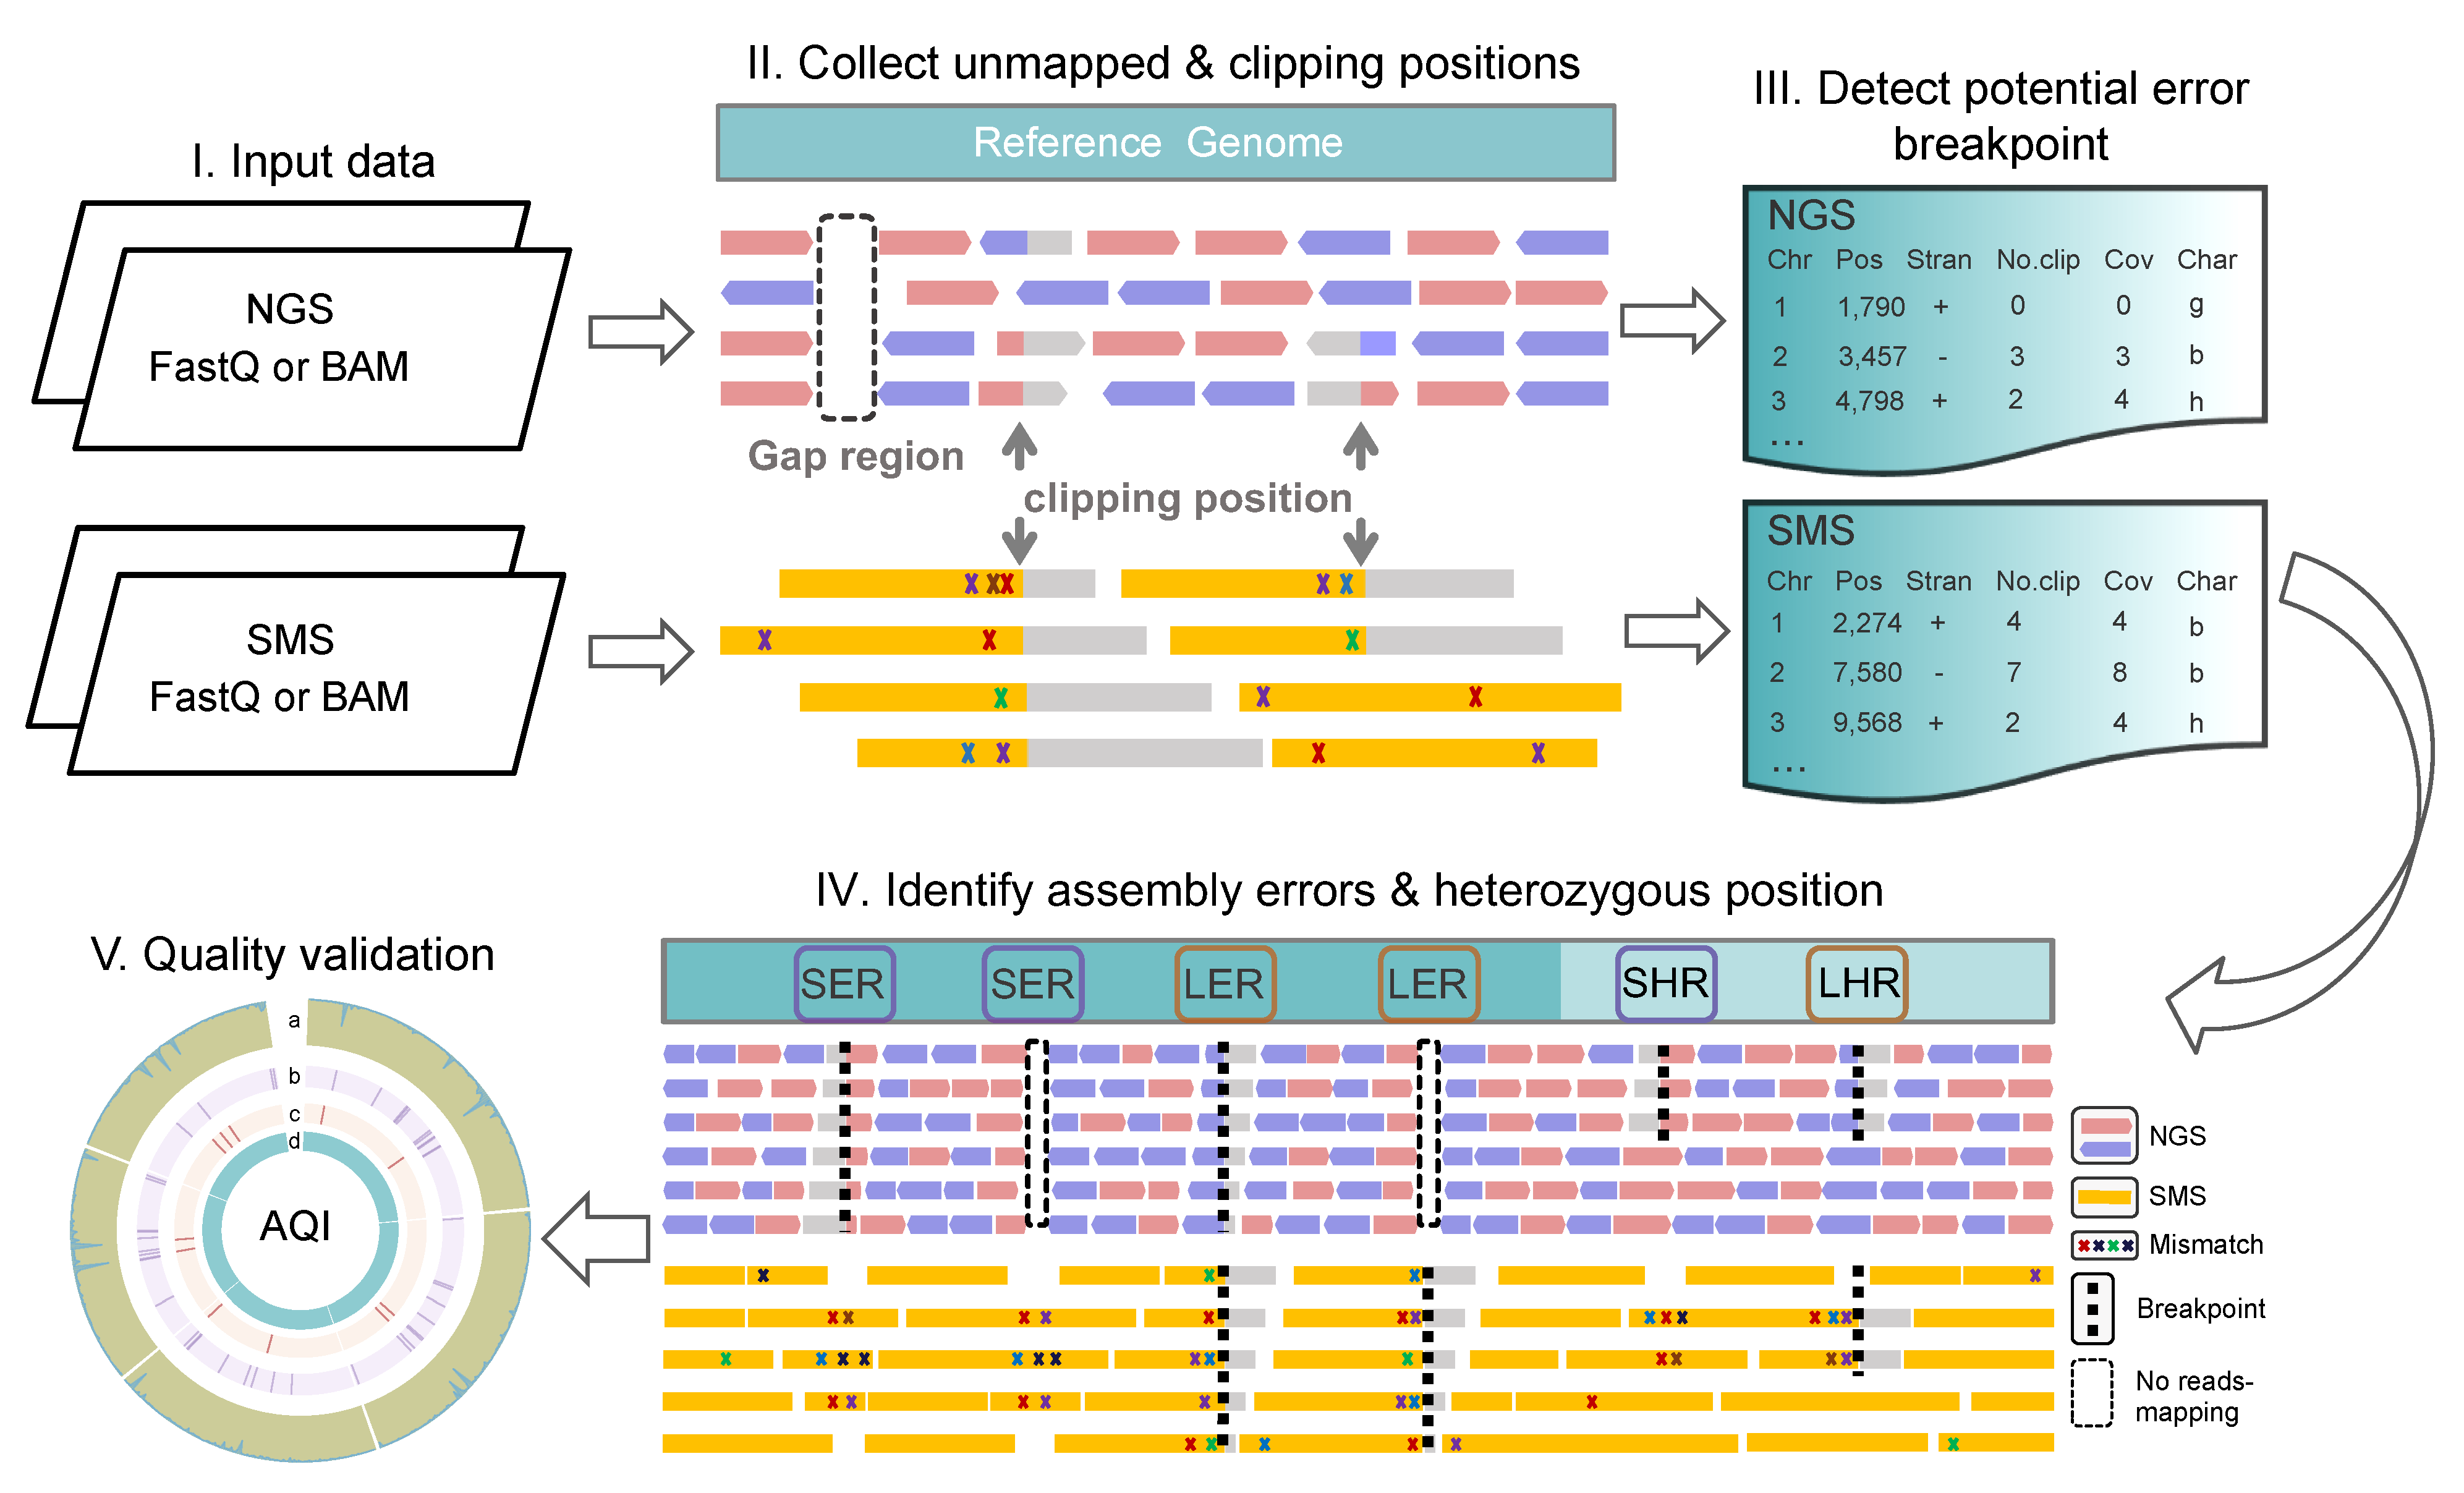 I. Input data
NGS
FastQ or BAM
SMS
FastQ or BAM
II. Collect unmapped & clipping positions
Reference Genome
Gap region
clipping position
III. Detect potential error
breakpoint
NGS
Chr Pos Stran No.clip Cov Char
1 1,790 + 0 0 g
2 3,457 - 3 3 b
3 4,798 + 2 4 h
...
SMS
Chr Pos Stran No.clip Cov Char
1 2,274 + 4 4 b
2 7,580 - 7 8 b
3 9,568 + 2 4 h
...
IV. Identify assembly errors & heterozygous position
SER SER LER LER SHR LHR
NGS
SMS
Mismatch
Breakpoint
No reads-
mapping
V. Quality validation
a
b
c
d
AQI